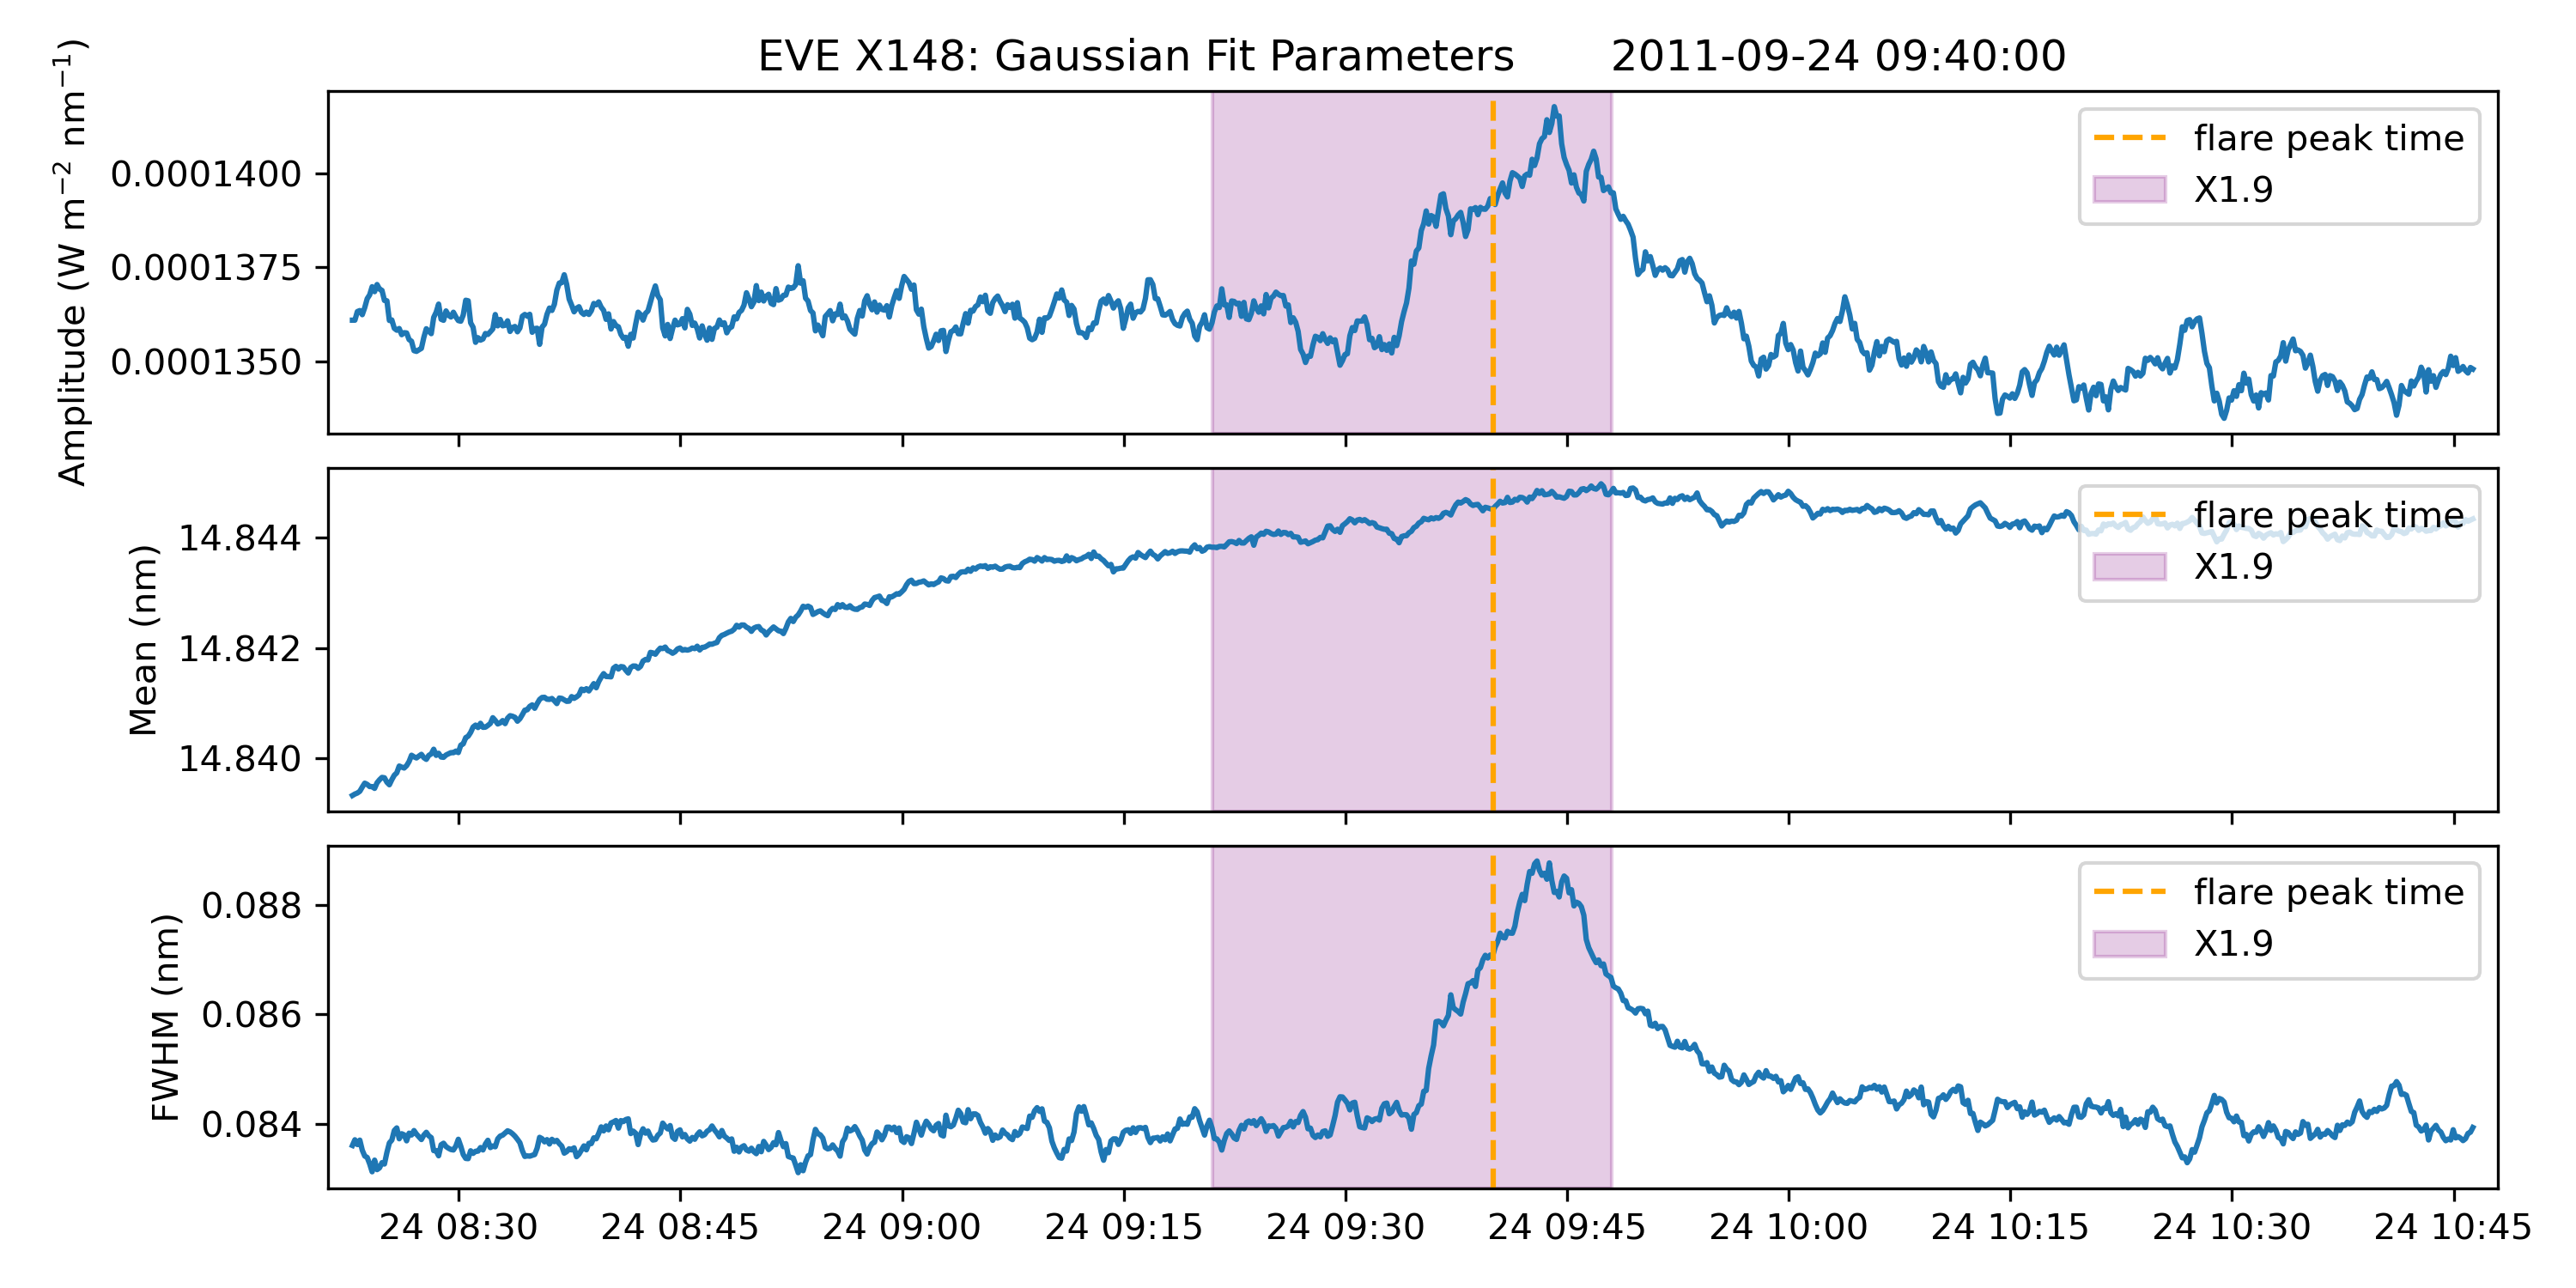 EVE X148: Gaussian Fit Parameters 2011-09-24 09:40:00
Amplitude (W m⁻² nm⁻¹)
0.0001400
0.0001375
0.0001350
flare peak time
X1.9
Mean (nm)
14.844
14.842
14.840
flare peak time
X1.9
FWHM (nm)
0.088
0.086
0.084
flare peak time
X1.9
24 08:30 24 08:45 24 09:00 24 09:15 24 09:30 24 09:45 24 10:00 24 10:15 24 10:30 24 10:45